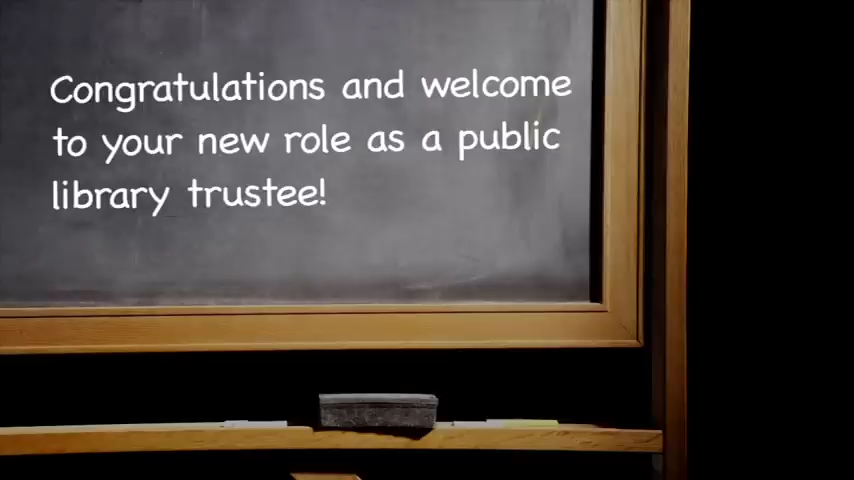 Congratulations and welcome
to your new role as a public
library trustee!